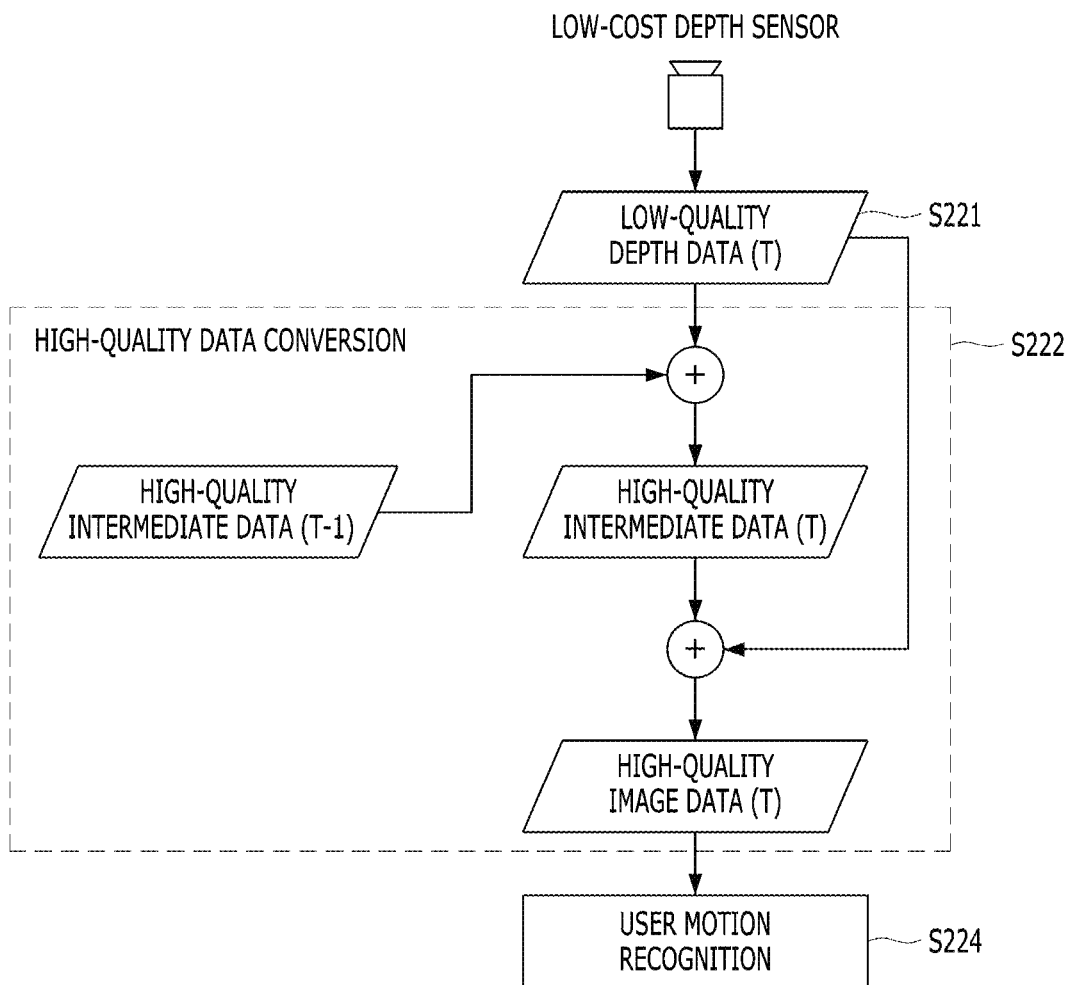 LOW-COST DEPTH SENSOR
LOW-QUALITY
DEPTH DATA (T)
S221
HIGH-QUALITY DATA CONVERSION
S222
+
HIGH-QUALITY
INTERMEDIATE DATA (T-1)
HIGH-QUALITY
INTERMEDIATE DATA (T)
+
HIGH-QUALITY
IMAGE DATA (T)
USER MOTION
RECOGNITION
S224